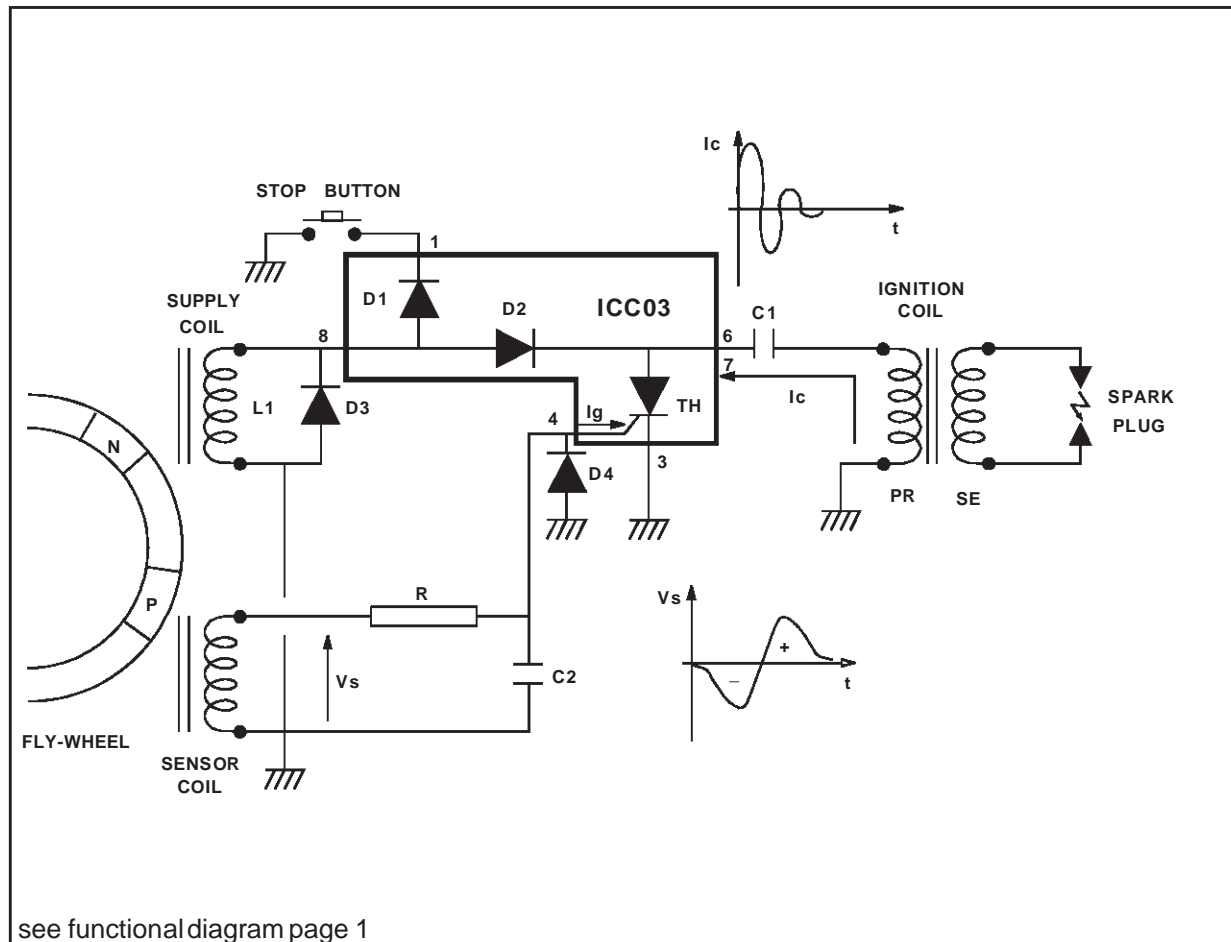 Ic
t
STOP BUTTON
1
SUPPLY
COIL
D1
D2
ICC03
C1
IGNITION
COIL
8
6
7
L1
D3
Ic
Ig
TH
4
SPARK
PLUG
N
D4
3
PR
SE
P
R
Vs
C2
Vs
+
–
t
FLY-WHEEL
SENSOR
COIL
see functional diagram page 1